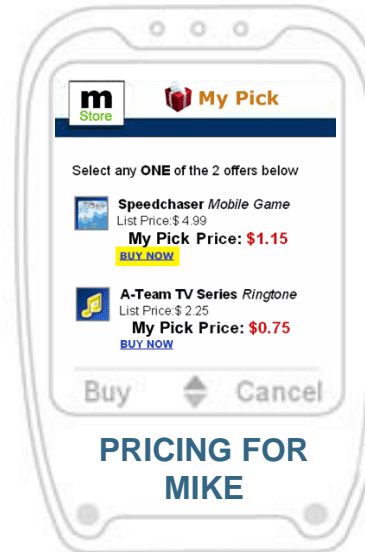 m
Store
My Pick
Select any ONE of the 2 offers below
Speedchaser Mobile Game
List Price:$ 4.99
My Pick Price: $1.15
BUY NOW
A-Team TV Series Ringtone
List Price:$ 2.25
My Pick Price: $0.75
BUY NOW
Buy Cancel
PRICING FOR
MIKE